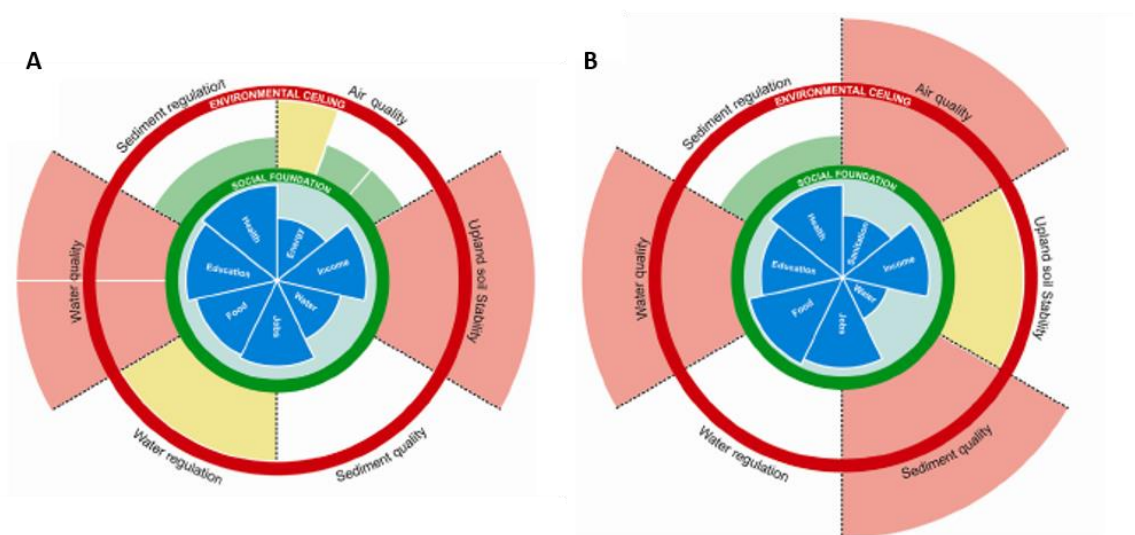 A
Sediment regulation
ENVIRONMENTAL CEILING
Air quality
SOCIAL FOUNDATION
Health
Energy
Education
Income
Water quality
Upland soil Stability
Food
Jobs
Water
Water regulation
Sediment quality
B
Sediment regulation
ENVIRONMENTAL CEILING
Air quality
SOCIAL FOUNDATION
Health
Sanitation
Education
Income
Water quality
Upland soil Stability
Food
Jobs
Water
Water regulation
Sediment quality